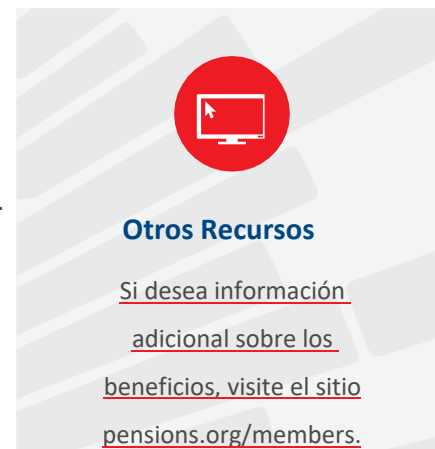 Otros Recursos
Si desea información
adicional sobre los
beneficios, visite el sitio
pensions.org/members.